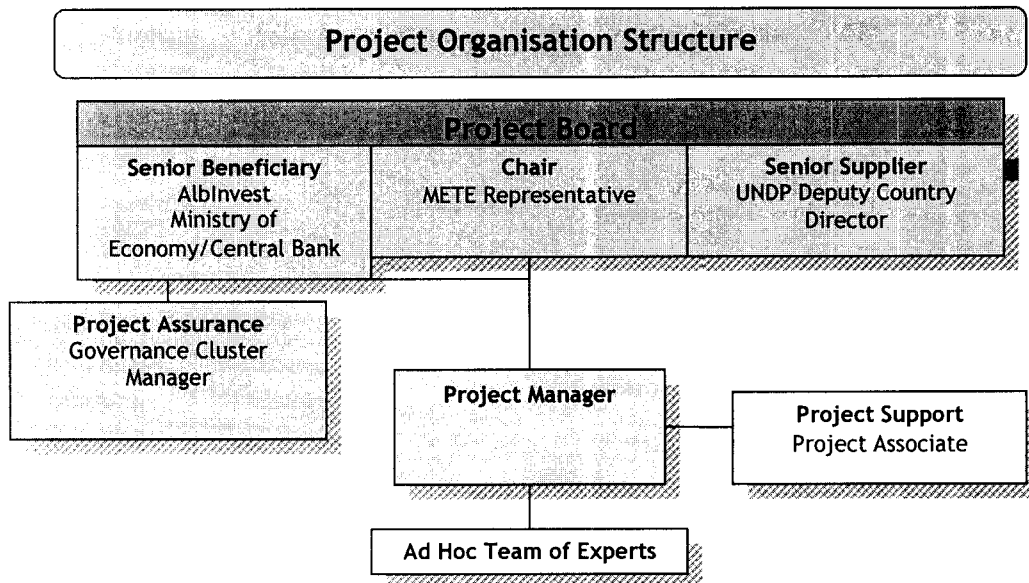 Project Organisation Structure
Project Board
Senior Beneficiary
AlbInvest
Ministry of
Economy/Central Bank
Chair
METE Representative
Senior Supplier
UNDP Deputy Country
Director
Project Assurance
Governance Cluster
Manager
Project Manager
Project Support
Project Associate
Ad Hoc Team of Experts